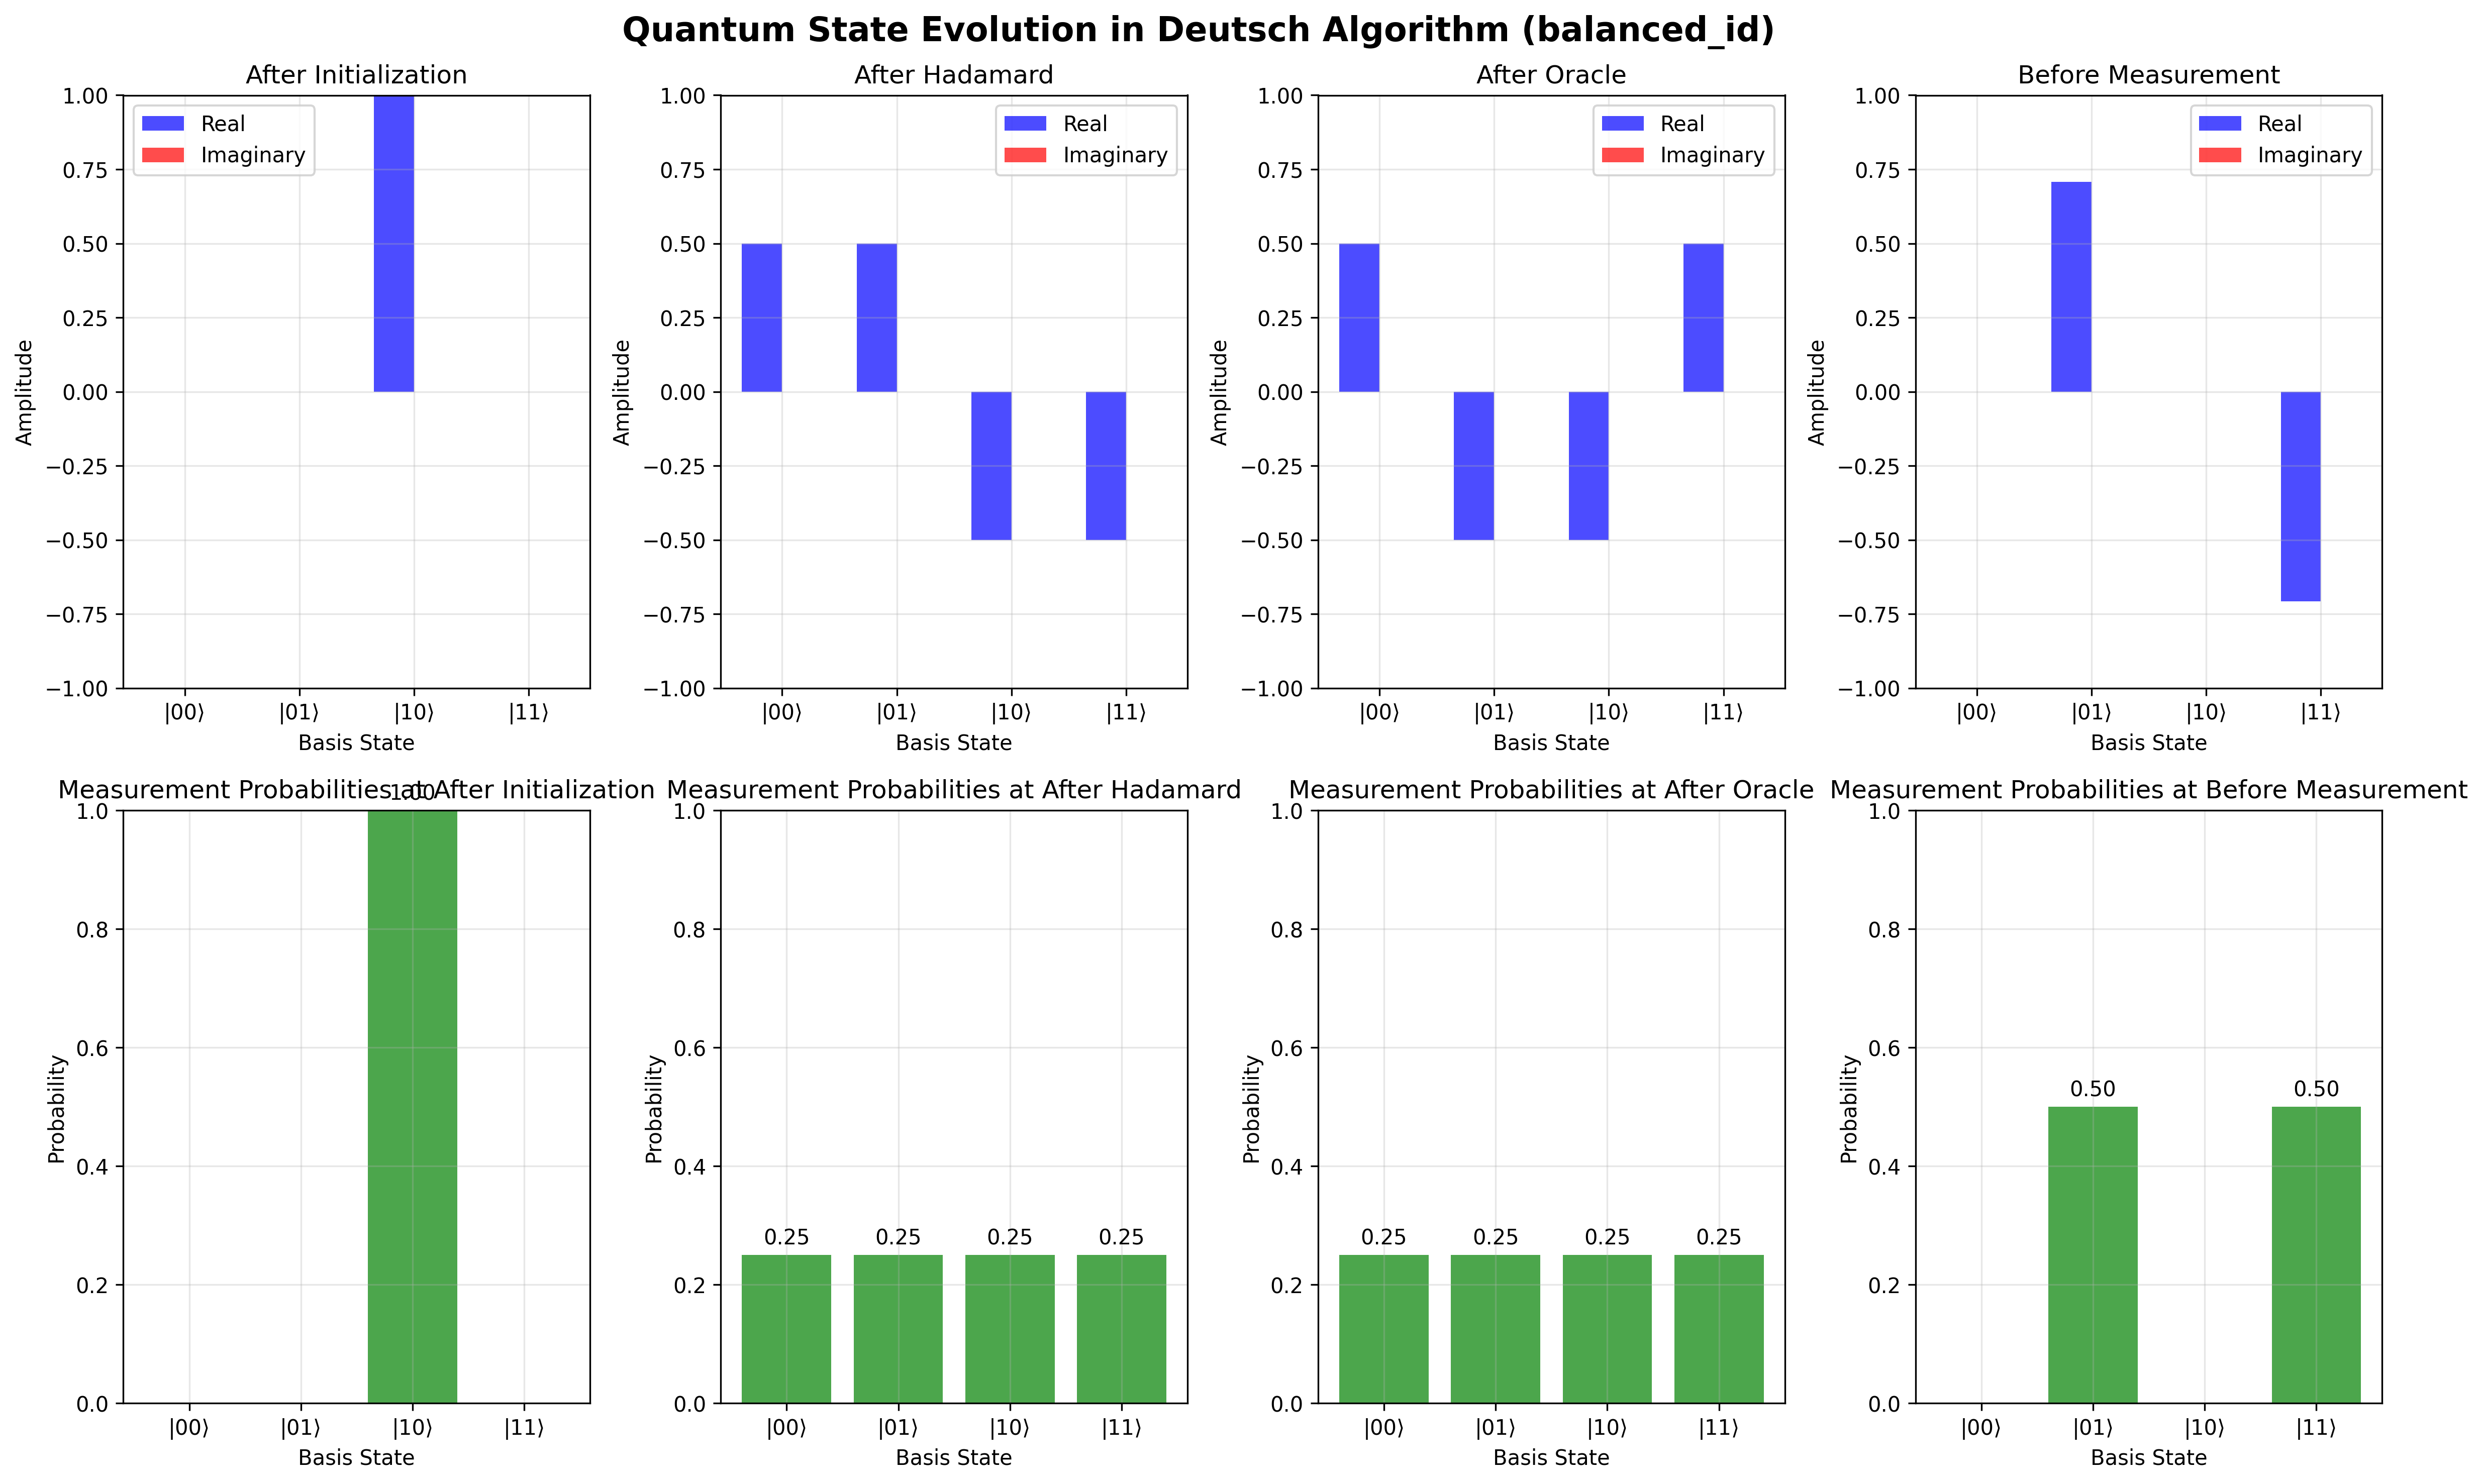 Quantum State Evolution in Deutsch Algorithm (balanced_id)
After Initialization
Real
Imaginary
Amplitude
1.00
0.75
0.50
0.25
0.00
−0.25
−0.50
−0.75
−1.00
|00⟩ |01⟩ |10⟩ |11⟩
Basis State
After Hadamard
Real
Imaginary
Amplitude
1.00
0.75
0.50
0.25
0.00
−0.25
−0.50
−0.75
−1.00
|00⟩ |01⟩ |10⟩ |11⟩
Basis State
After Oracle
Real
Imaginary
Amplitude
1.00
0.75
0.50
0.25
0.00
−0.25
−0.50
−0.75
−1.00
|00⟩ |01⟩ |10⟩ |11⟩
Basis State
Before Measurement
Real
Imaginary
Amplitude
1.00
0.75
0.50
0.25
0.00
−0.25
−0.50
−0.75
−1.00
|00⟩ |01⟩ |10⟩ |11⟩
Basis State
Measurement Probabilities at After Initialization
1.00
Probability
1.0
0.8
0.6
0.4
0.2
0.0
|00⟩ |01⟩ |10⟩ |11⟩
Basis State
Measurement Probabilities at After Hadamard
Probability
1.0
0.8
0.6
0.4
0.2
0.0
0.25 0.25 0.25 0.25
|00⟩ |01⟩ |10⟩ |11⟩
Basis State
Measurement Probabilities at After Oracle
Probability
1.0
0.8
0.6
0.4
0.2
0.0
0.25 0.25 0.25 0.25
|00⟩ |01⟩ |10⟩ |11⟩
Basis State
Measurement Probabilities at Before Measurement
Probability
1.0
0.8
0.6
0.4
0.2
0.0
0.50 0.50
|00⟩ |01⟩ |10⟩ |11⟩
Basis State